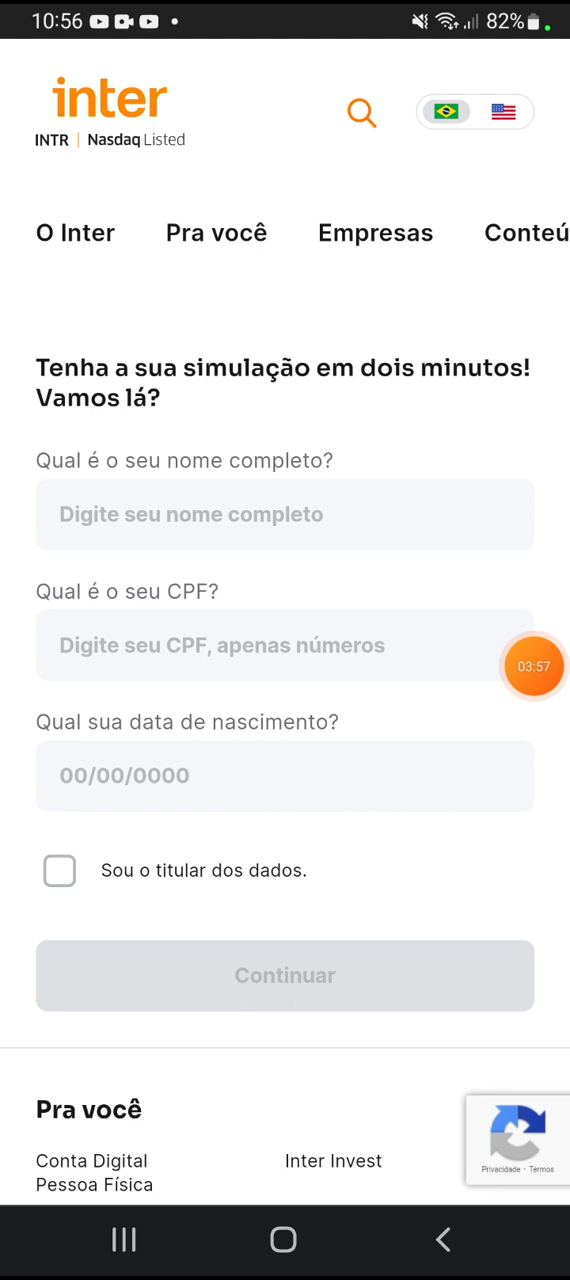 10:56
82%
inter
INTR | Nasdaq Listed
O Inter Pra você Empresas Conteú
Tenha a sua simulação em dois minutos!
Vamos lá?
Qual é o seu nome completo?
Digite seu nome completo
Qual é o seu CPF?
Digite seu CPF, apenas números
03:57
Qual sua data de nascimento?
00/00/0000
Sou o titular dos dados.
Continuar
Pra você
Conta Digital
Pessoa Física
Inter Invest
Privacidade - Termos